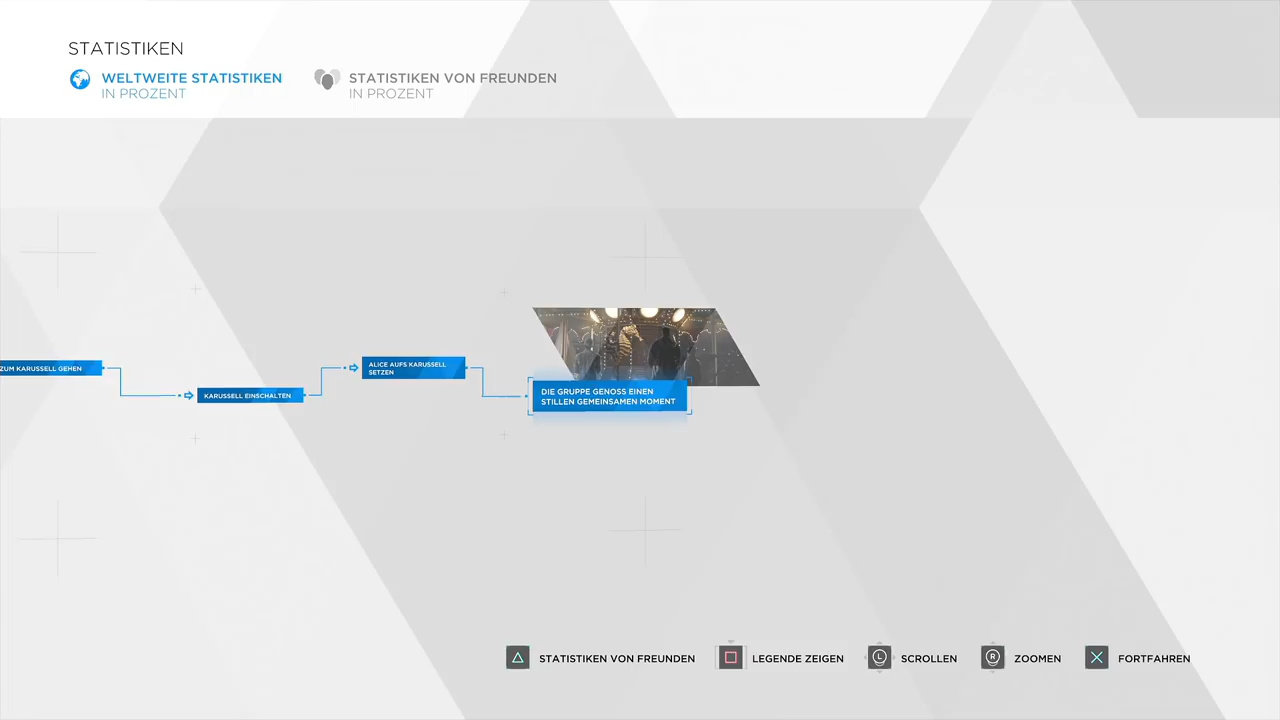 STATISTIKEN
WELTWEITE STATISTIKEN
IN PROZENT
STATISTIKEN VON FREUNDEN
IN PROZENT
ZUM KARUSSELL GEHEN
KARUSSELL EINSCHALTEN
ALICE AUFS KARUSSELL
SETZEN
DIE GRUPPE GENOSS EINEN
STILLEN GEMEINSAMEN MOMENT
STATISTIKEN VON FREUNDEN
LEGENDE ZEIGEN
L
SCROLLEN
R
ZOOMEN
FORTFAHREN